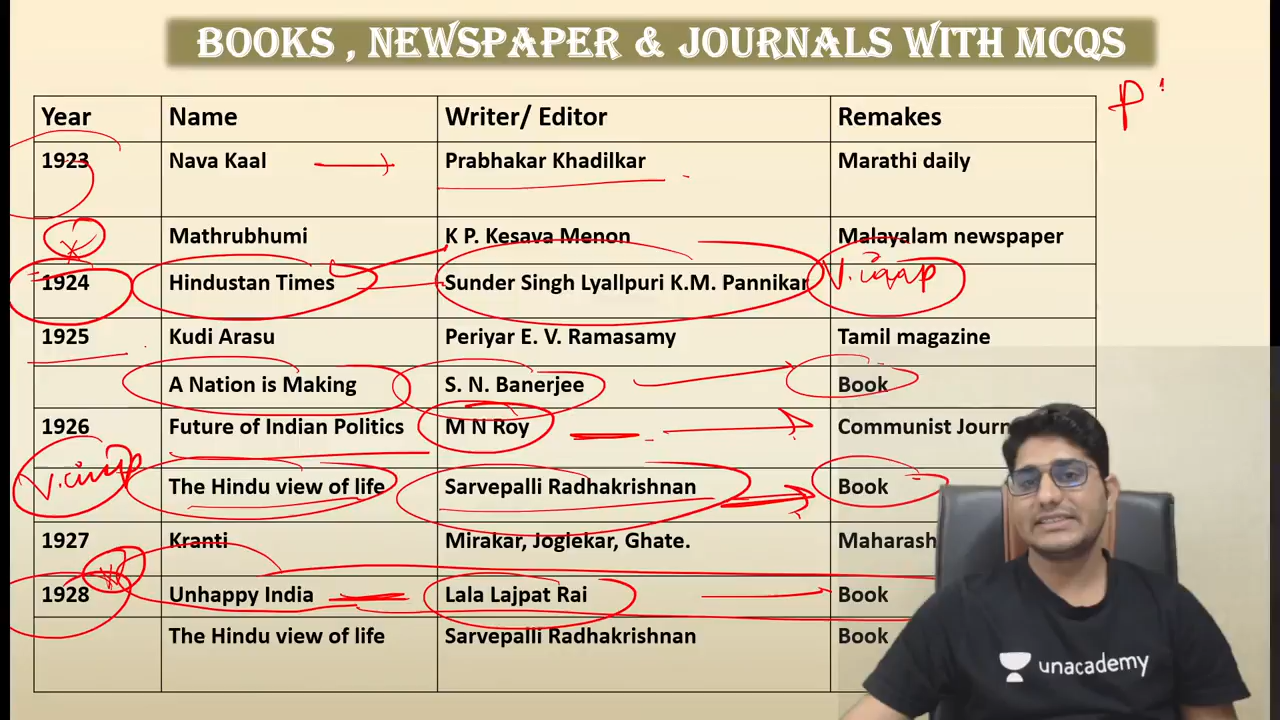 BOOKS , NEWSPAPER & JOURNALS WITH MCQS
Year Name Writer/ Editor Remakes
1923 Nava Kaal Prabhakar Khadilkar Marathi daily
Mathrubhumi K P. Kesava Menon Malayalam newspaper
1924 Hindustan Times Sunder Singh Lyallpuri K.M. Pannikar V. imp
1925 Kudi Arasu Periyar E. V. Ramasamy Tamil magazine
A Nation is Making S. N. Banerjee Book
1926 Future of Indian Politics M N Roy Communist Journ
V. imp The Hindu view of life Sarvepalli Radhakrishnan Book
1927 Kranti Mirakar, Joglekar, Ghate. Maharash
1928 Unhappy India Lala Lajpat Rai Book
The Hindu view of life Sarvepalli Radhakrishnan Book
P
unacademy